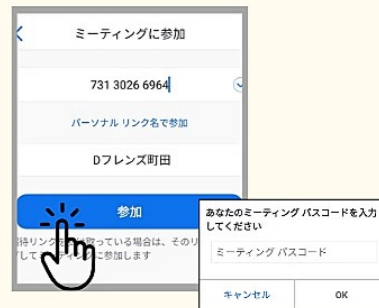 ミーティングに参加
731 3026 6964
パーソナル リンク名で参加
Dフレンズ町田
参加
待リンクを 取っている場合は、そのリ
ティングに参加します
あなたのミーティング パスコードを入力
してください
ミーティング パスコード
キャンセル
OK